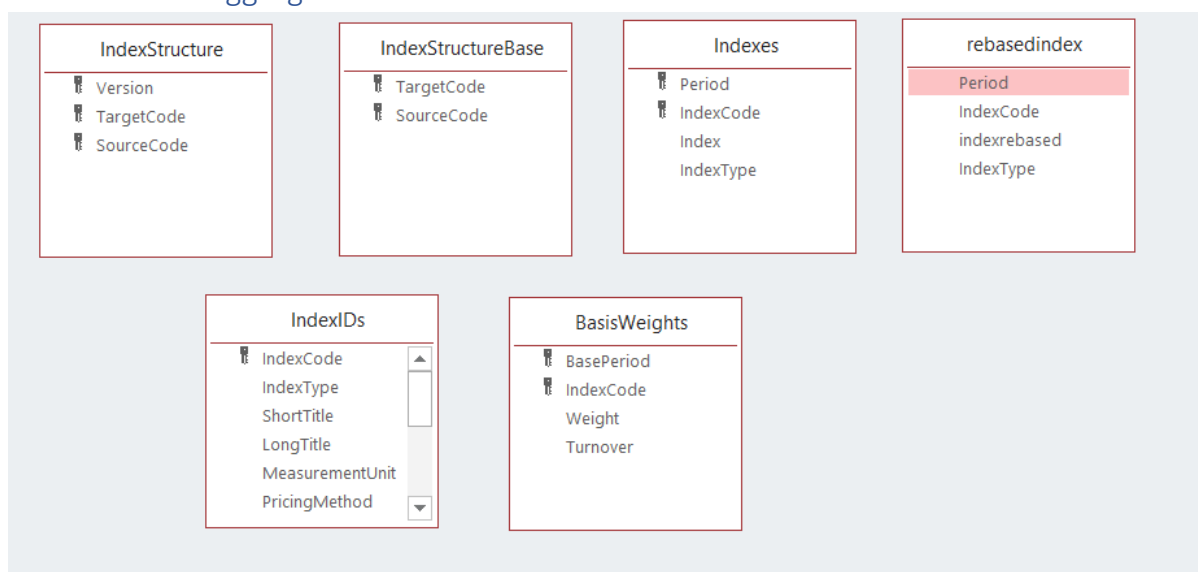 IndexStructure
Version
TargetCode
SourceCode
IndexStructureBase
TargetCode
SourceCode
Indexes
Period
IndexCode
Index
IndexType
rebasedindex
Period
IndexCode
indexrebased
IndexType
IndexIDs
IndexCode
IndexType
ShortTitle
LongTitle
MeasurementUnit
PricingMethod
BasisWeights
BasePeriod
IndexCode
Weight
Turnover